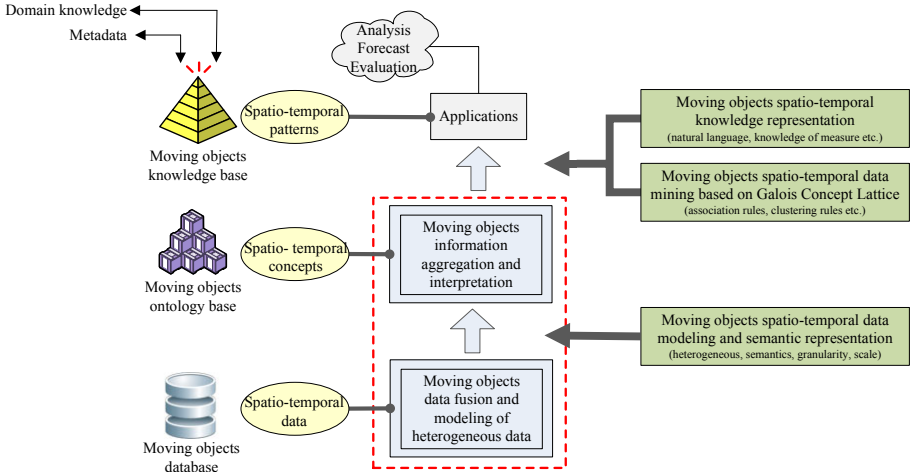 Domain knowledge
Metadata
Analysis
Forecast
Evaluation
Spatio-temporal
patterns
Applications
Moving objects
knowledge base
Moving objects spatio-temporal
knowledge representation
(natural language, knowledge of measure etc.)
Moving objects spatio-temporal data
mining based on Galois Concept Lattice
(association rules, clustering rules etc.)
Moving objects
ontology base
Spatio- temporal
concepts
Moving objects
information
aggregation and
interpretation
Moving objects spatio-temporal data
modeling and semantic representation
(heterogeneous, semantics, granularity, scale)
Moving objects
database
Spatio-temporal
data
Moving objects
data fusion and
modeling of
heterogeneous data